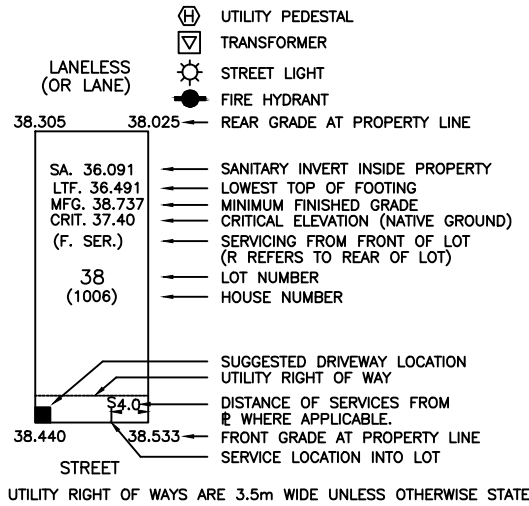 H UTILITY PEDESTAL
TRANSFORMER
STREET LIGHT
FIRE HYDRANT
LANELESS
(OR LANE)
38.305 38.025 REAR GRADE AT PROPERTY LINE
SA. 36.091 SANITARY INVERT INSIDE PROPERTY
LTF. 36.491 LOWEST TOP OF FOOTING
MFG. 38.737 MINIMUM FINISHED GRADE
CRIT. 37.40 CRITICAL ELEVATION (NATIVE GROUND)
(F. SER.) SERVICING FROM FRONT OF LOT
(R REFERS TO REAR OF LOT)
38 LOT NUMBER
(1006) HOUSE NUMBER
SUGGESTED DRIVEWAY LOCATION
UTILITY RIGHT OF WAY
S4.0 DISTANCE OF SERVICES FROM
℄ WHERE APPLICABLE.
38.440 38.533 FRONT GRADE AT PROPERTY LINE
SERVICE LOCATION INTO LOT
STREET
UTILITY RIGHT OF WAYS ARE 3.5m WIDE UNLESS OTHERWISE STATE